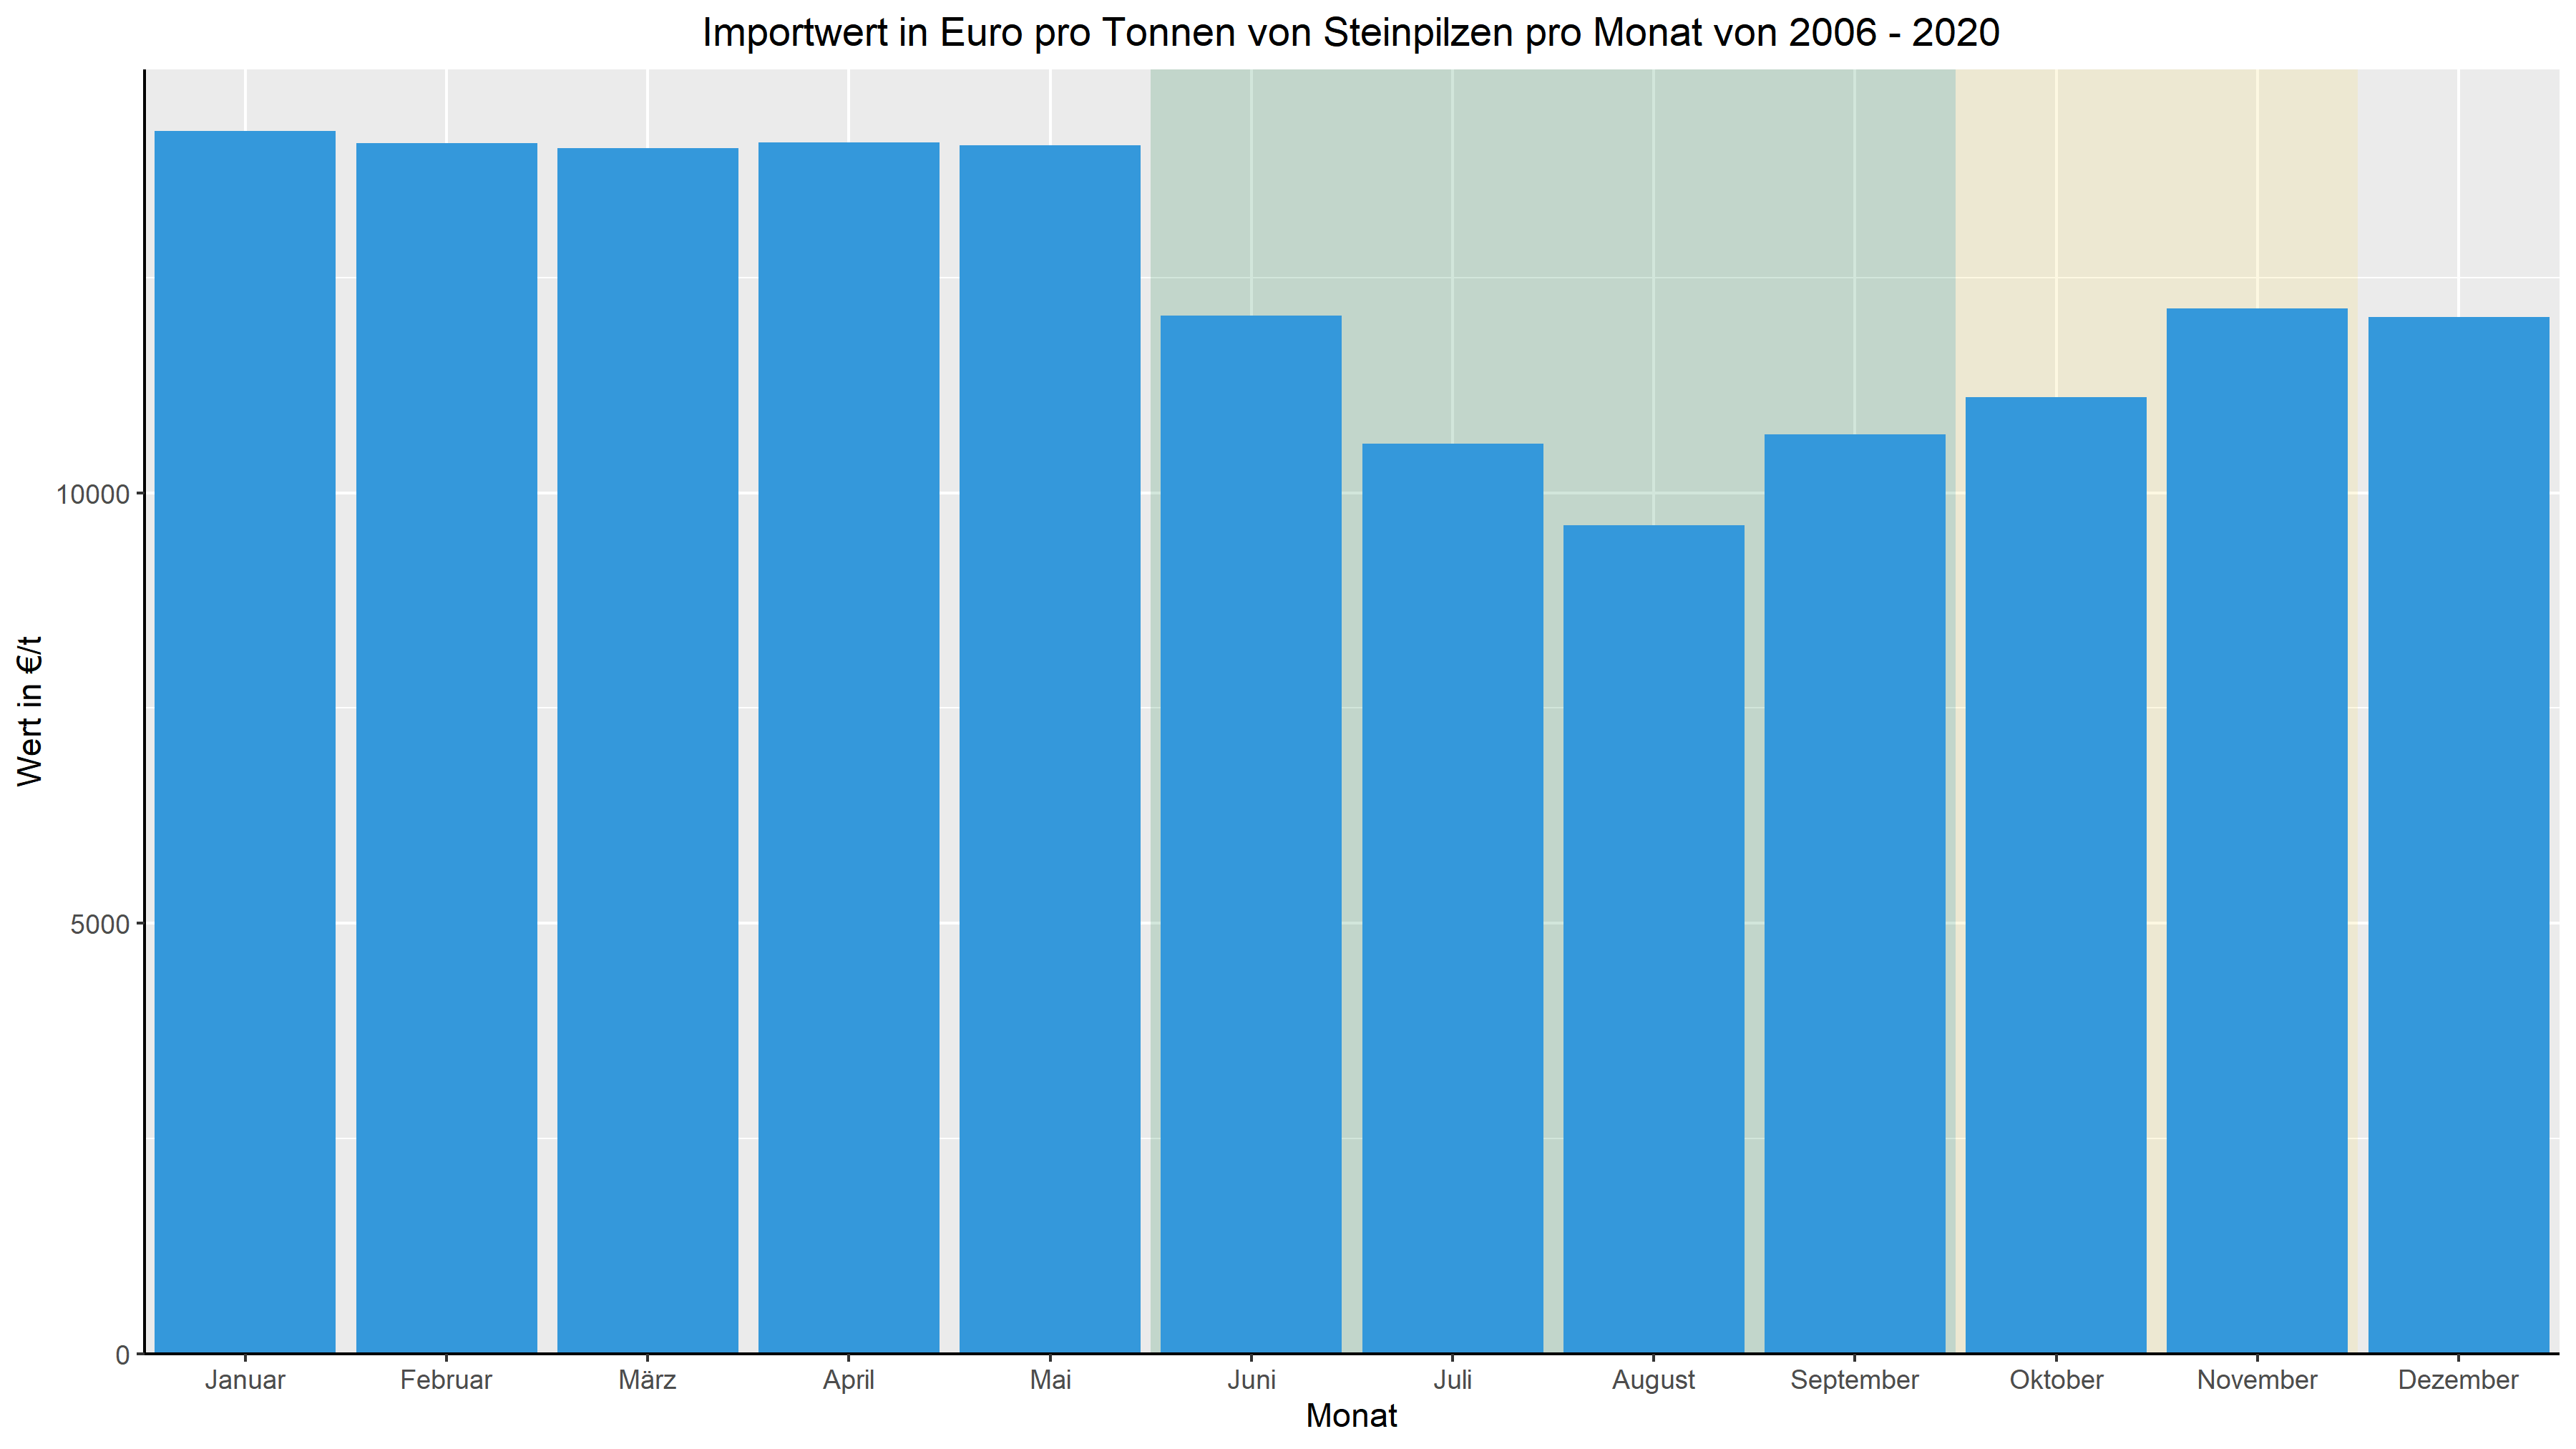 Importwert in Euro pro Tonnen von Steinpilzen pro Monat von 2006 - 2020
Wert in €/t
10000
5000
0
Januar Februar März April Mai Juni Juli August September Oktober November Dezember
Monat